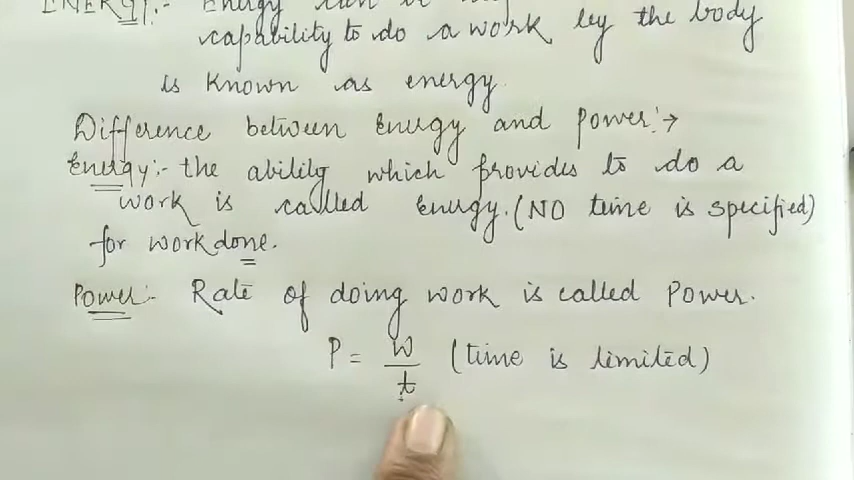 ENERGY:- Energy
capability to do a work by the body
is known as energy.
Difference between Energy and Power:→
Energy:- the ability which provides to do a
work is called Energy. (NO time is specified)
for work done.
Power:- Rate of doing work is called Power.
P = W/t (time is limited)